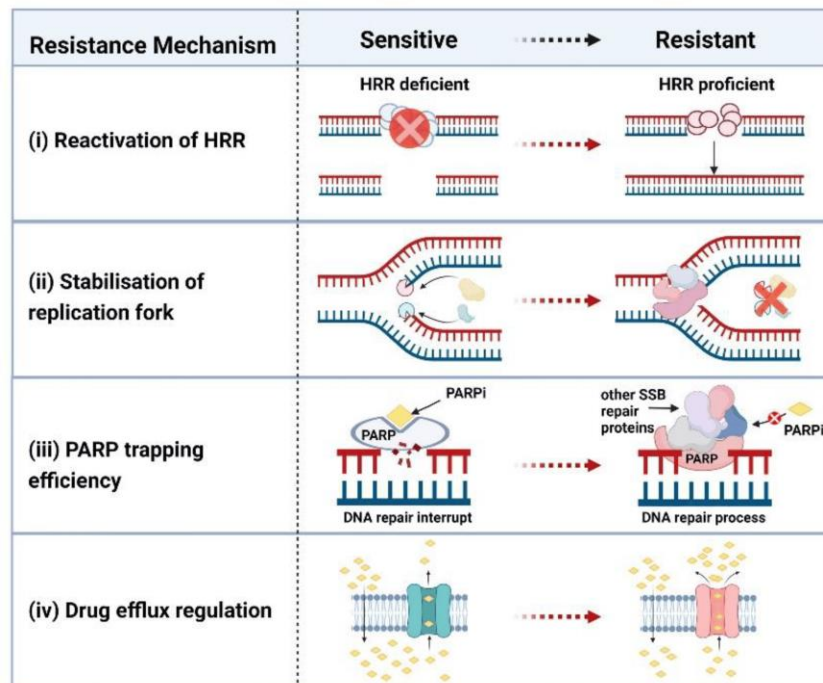 Resistance Mechanism
Sensitive
Resistant
(i) Reactivation of HRR
HRR deficient
HRR proficient
(ii) Stabilisation of
replication fork
(iii) PARP trapping
efficiency
PARPi
PARP
DNA repair interrupt
other SSB
repair
proteins
PARPi
PARP
DNA repair process
(iv) Drug efflux regulation